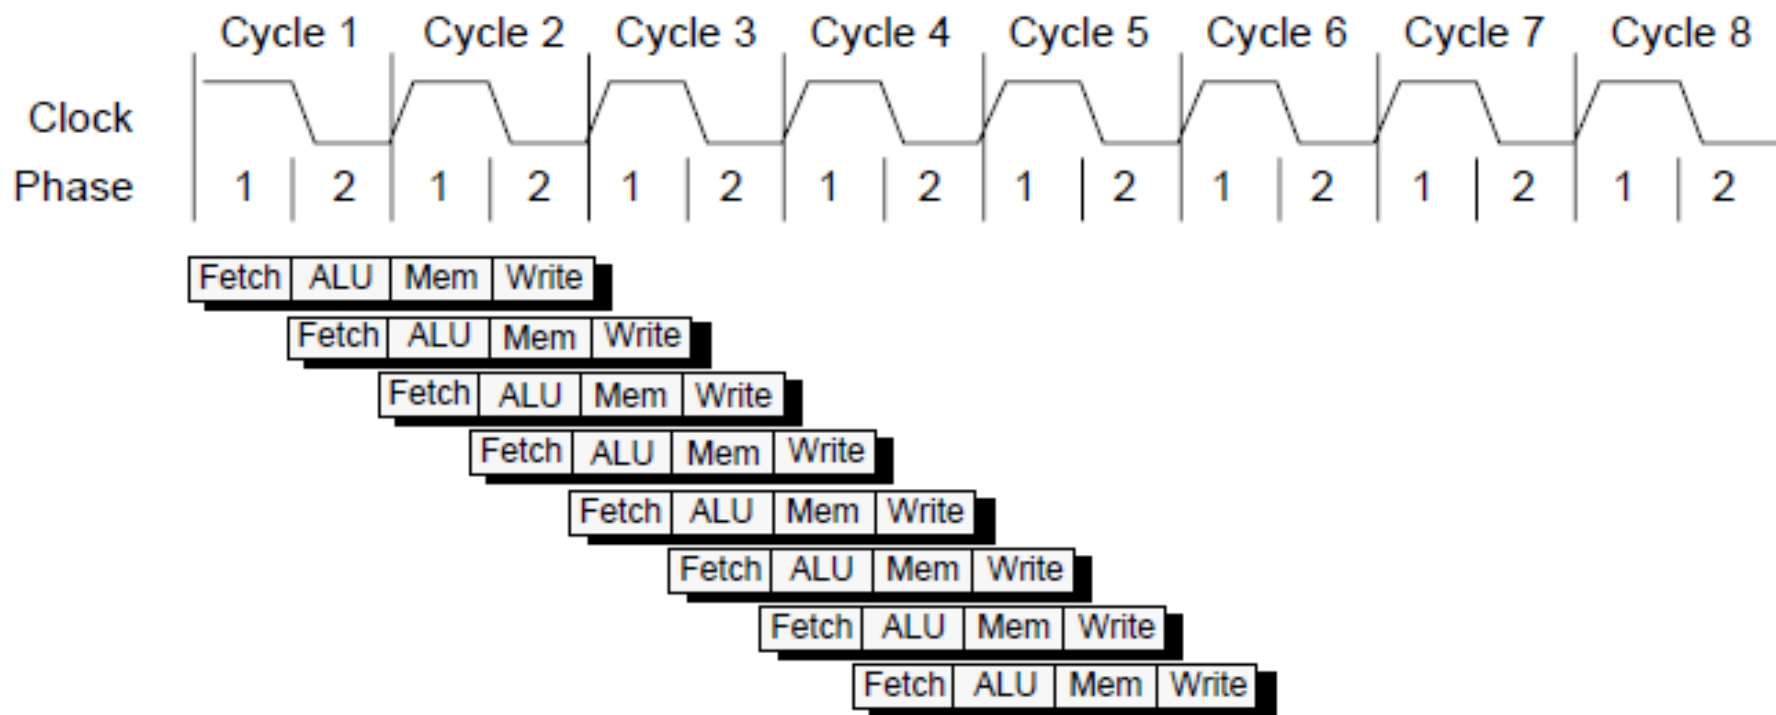 Cycle 1 Cycle 2 Cycle 3 Cycle 4 Cycle 5 Cycle 6 Cycle 7 Cycle 8
Clock
Phase 1 2 1 2 1 2 1 2 1 2 1 2 1 2 1 2
Fetch ALU Mem Write
Fetch ALU Mem Write
Fetch ALU Mem Write
Fetch ALU Mem Write
Fetch ALU Mem Write
Fetch ALU Mem Write
Fetch ALU Mem Write
Fetch ALU Mem Write